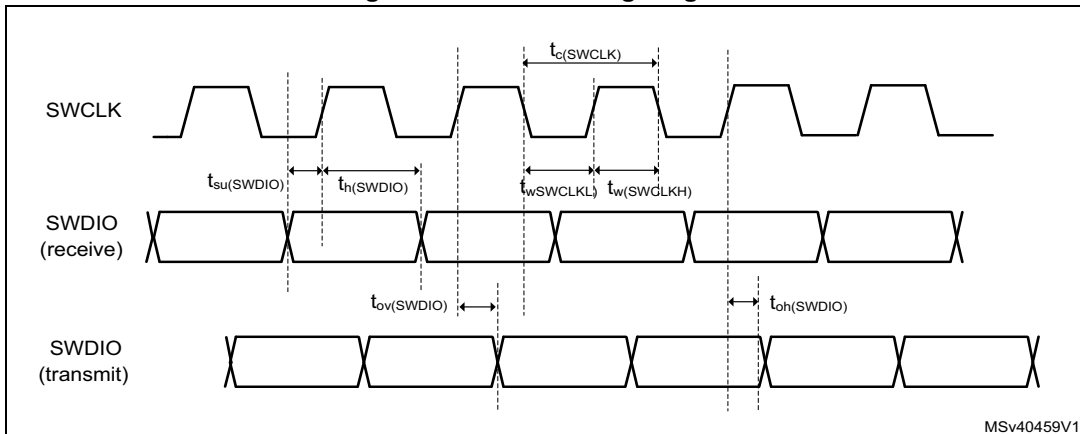 tc(SWCLK)
SWCLK
tsu(SWDIO)
th(SWDIO)
twSWCLKL)
tw(SWCLKH)
SWDIO
(receive)
tov(SWDIO)
toh(SWDIO)
SWDIO
(transmit)
MSv40459V1